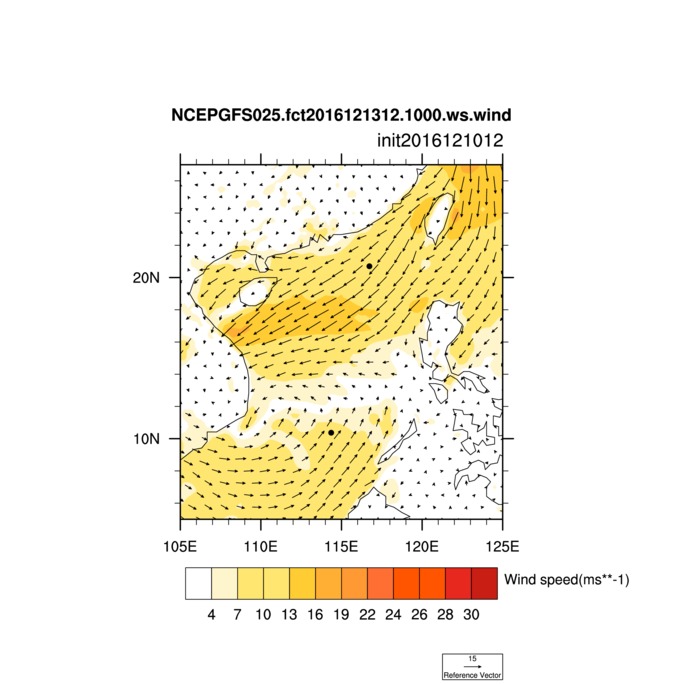 NCEPGFS025.fct2016121312.1000.ws.wind
init2016121012
20N
10N
105E 110E 115E 120E 125E
Wind speed(ms**-1)
4 7 10 13 16 19 22 24 26 28 30
15
Reference Vector